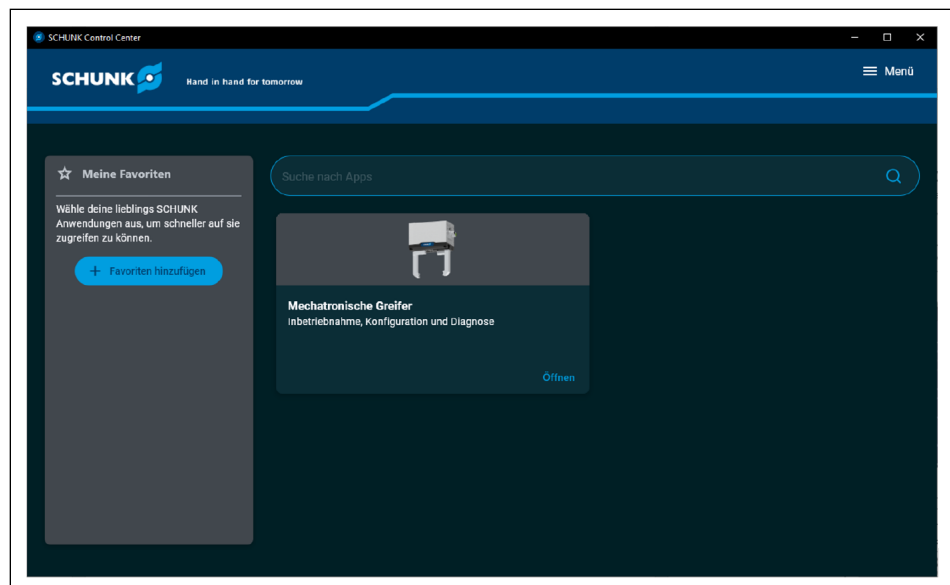 SCHUNK Control Center
SCHUNK
Hand in hand for tomorrow
Menü
Meine Favoriten
Wähle deine lieblings SCHUNK
Anwendungen aus, um schneller auf sie
zugreifen zu können.
+ Favoriten hinzufügen
Suche nach Apps
Mechatronische Greifer
Inbetriebnahme, Konfiguration und Diagnose
Öffnen